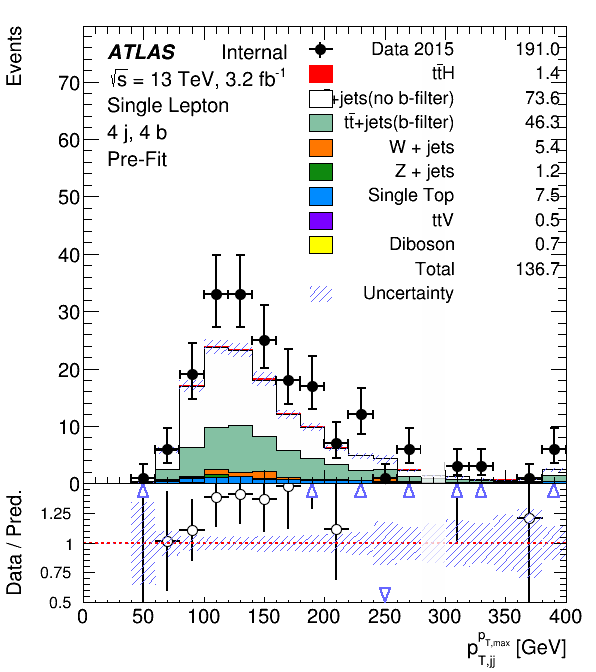 Events
ATLAS Internal
√s = 13 TeV, 3.2 fb⁻¹
Single Lepton
4 j, 4 b
Pre-Fit
Data 2015 191.0
tt̄H 1.4
+jets(no b-filter) 73.6
tt̄+jets(b-filter) 46.3
W + jets 5.4
Z + jets 1.2
Single Top 7.5
ttV 0.5
Diboson 0.7
Total 136.7
Uncertainty
70
60
50
40
30
20
10
0
Data / Pred.
1.25
1
0.75
0.5
0 50 100 150 200 250 300 350 400
p_{T,jj}^{p_{T,max}} [GeV]